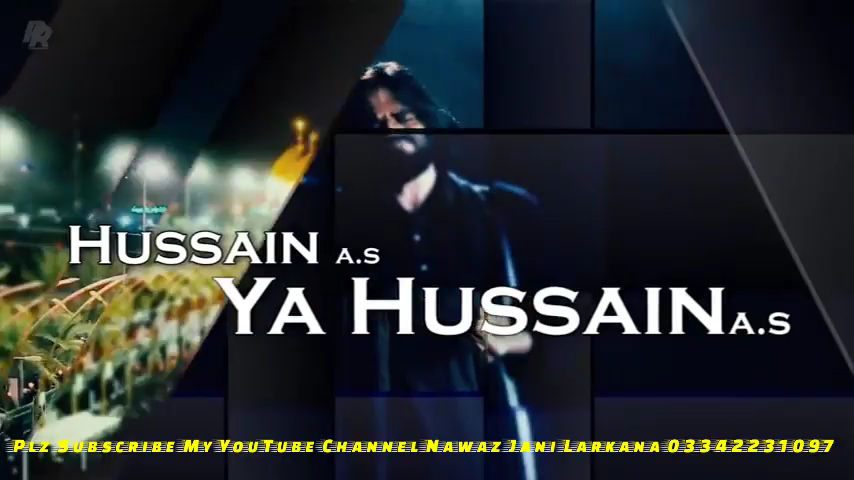 HUSSAIN A.S
YA HUSSAIN A.S
PLZ SUBSCRIBE MY YOUTUBE CHANNEL NAWAZ JANI LARKANA 03342231097